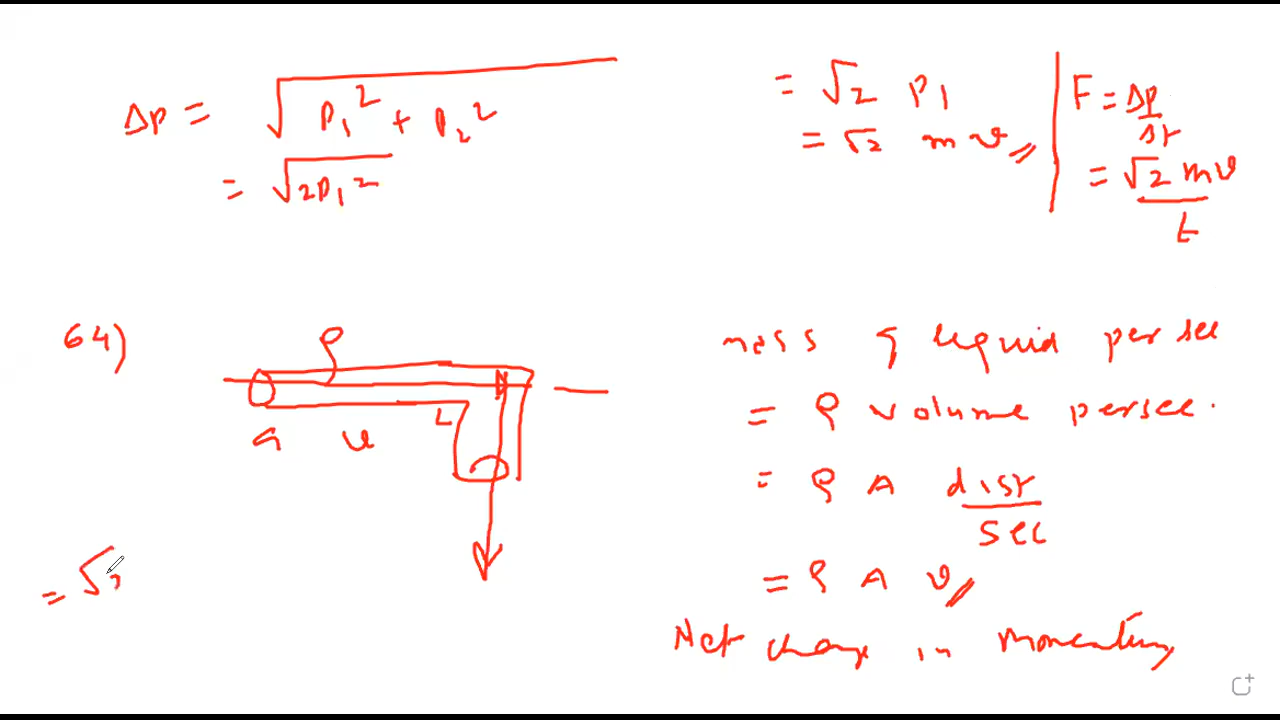 Δp = √p₁² + p₂²
= √2p₁²
= √2 p₁
= √2 mv
F = Δp/Δt
= √2 mv/t
64)
ρ
a v
mass of liquid per sec
= ρ volume per sec.
= ρ A dist/sec
= ρ A v
Net change in momentum
= √2